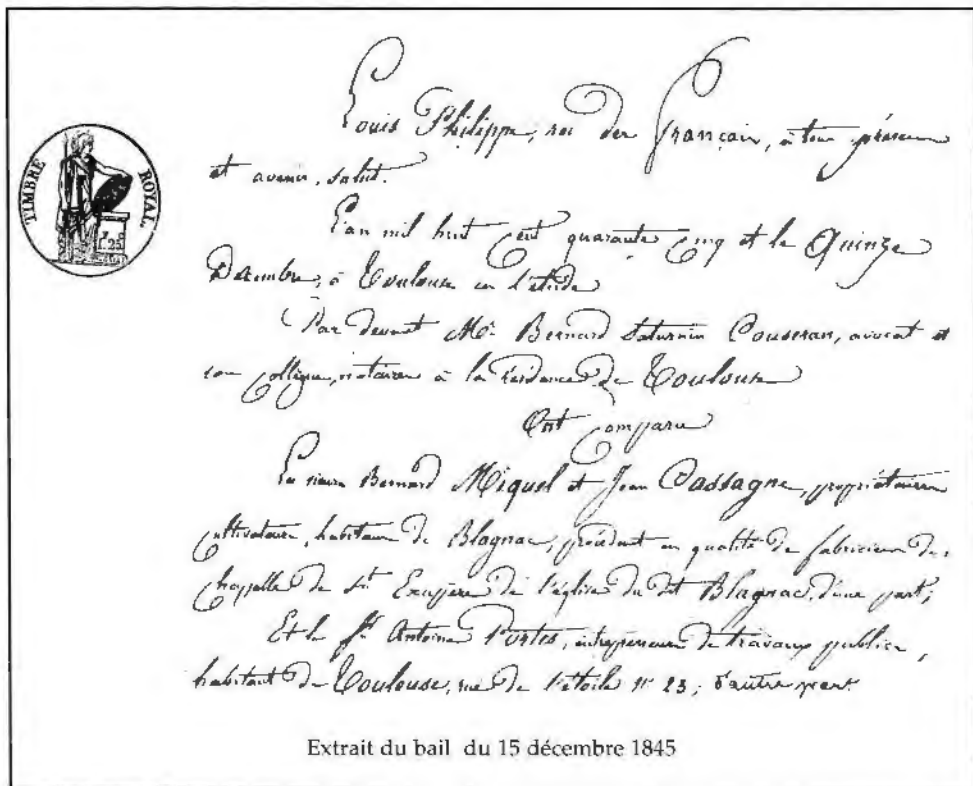 Louis Philippe, roi des Français, à tous présens
et avenir, salut.
TIMBRE ROYAL
L'an mil huit cent quarante cinq et le Quinze
Décembre, à Toulouse en l'étude
Par devant Me Bernard Saturnin Couseran, avocat et
son collègue, notaires à la Résidence de Toulouse
Ont Comparu
Les sieurs Bernard Miquel et Jean Cassagne, propriétaires
cultivateurs, habitans de Blagnac, procédant en qualité de fabriciens de
chapelle de St Exupère de l'église du dit Blagnac, d'une part;
Et le Sr Antoine Portes, entrepreneur de travaux publics,
habitant de Toulouse, rue de l'étoile n° 23; d'autre part.
Extrait du bail du 15 décembre 1845